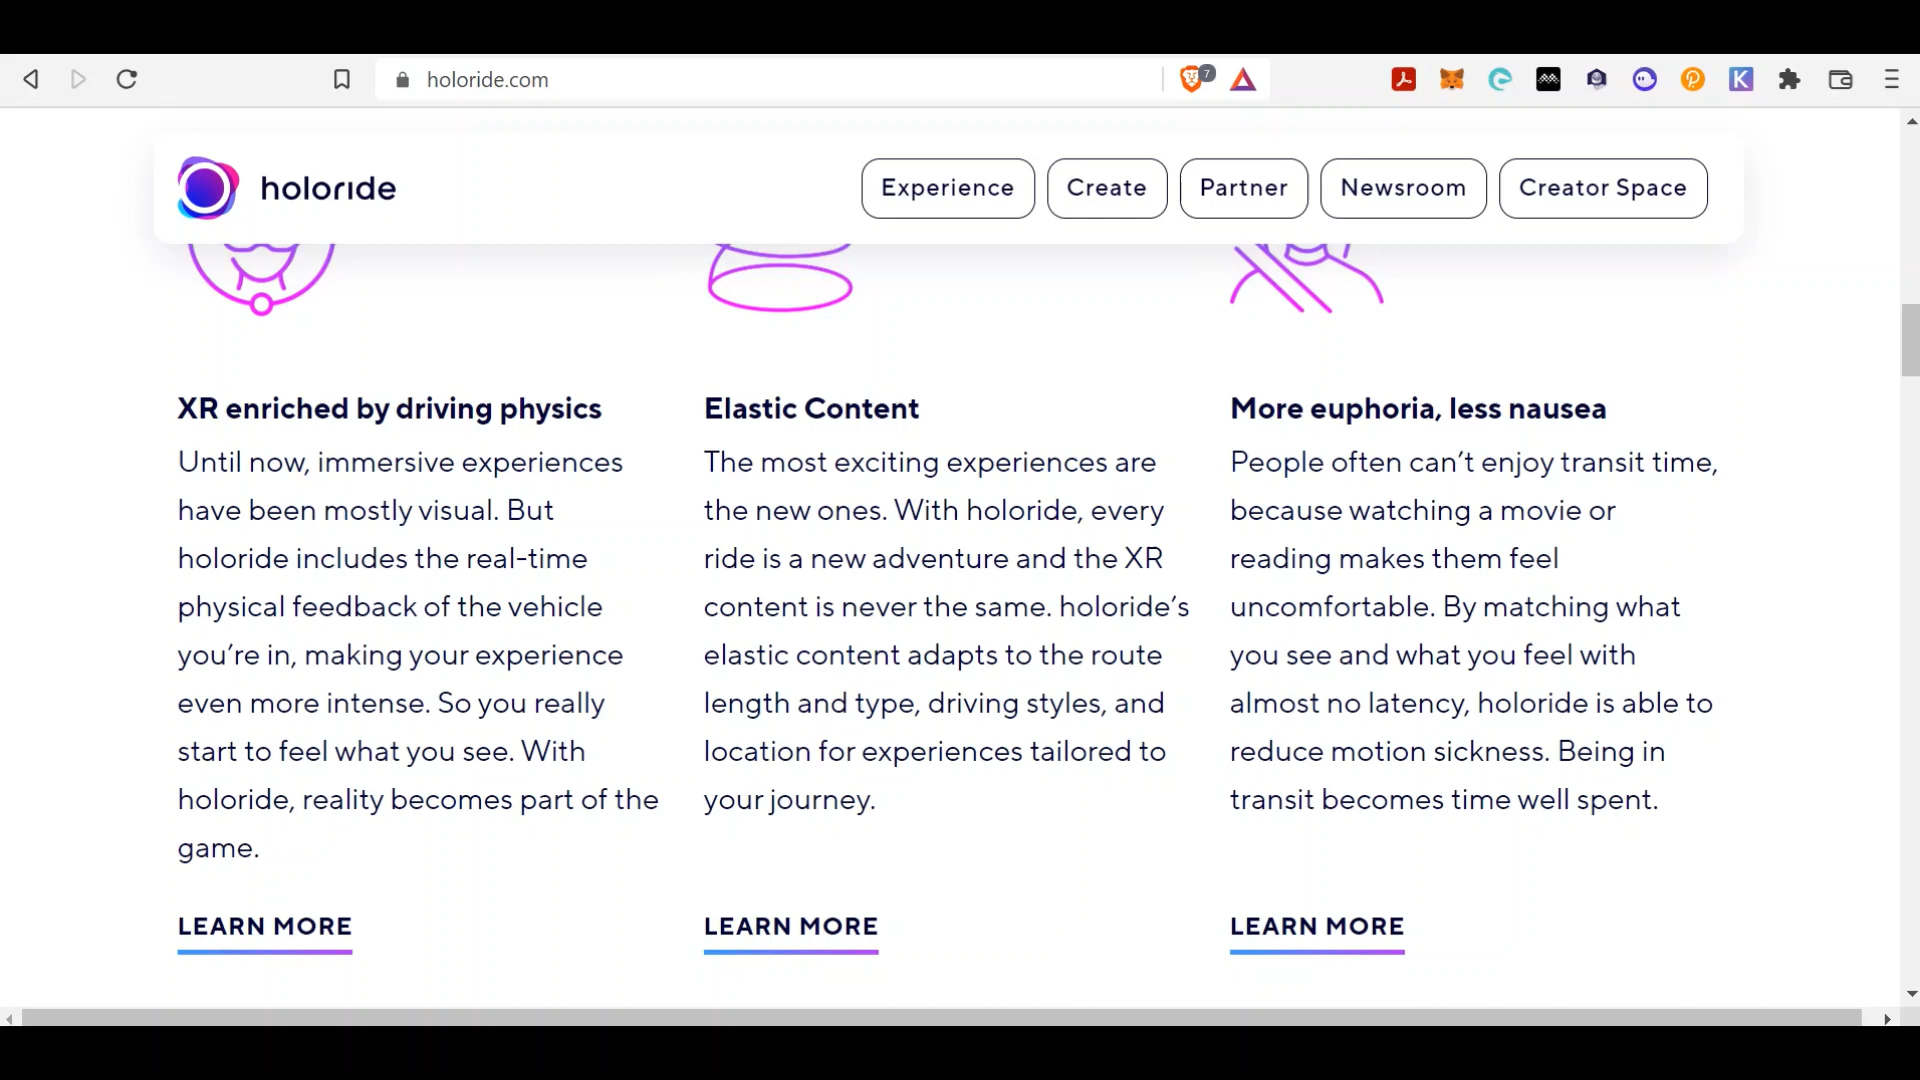 holoride.com
7
holoride
Experience
Create
Partner
Newsroom
Creator Space
XR enriched by driving physics
Until now, immersive experiences
have been mostly visual. But
holoride includes the real-time
physical feedback of the vehicle
you’re in, making your experience
even more intense. So you really
start to feel what you see. With
holoride, reality becomes part of the
game.
LEARN MORE
Elastic Content
The most exciting experiences are
the new ones. With holoride, every
ride is a new adventure and the XR
content is never the same. holoride’s
elastic content adapts to the route
length and type, driving styles, and
location for experiences tailored to
your journey.
LEARN MORE
More euphoria, less nausea
People often can’t enjoy transit time,
because watching a movie or
reading makes them feel
uncomfortable. By matching what
you see and what you feel with
almost no latency, holoride is able to
reduce motion sickness. Being in
transit becomes time well spent.
LEARN MORE